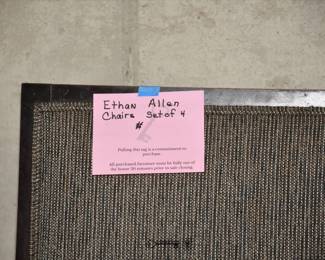 Ethan Allen
Chairs Set of 4
#
Pulling this tag is a commitment to
purchase.
All purchased furniture must be fully out of
the house 30 minutes prior to sale closing.